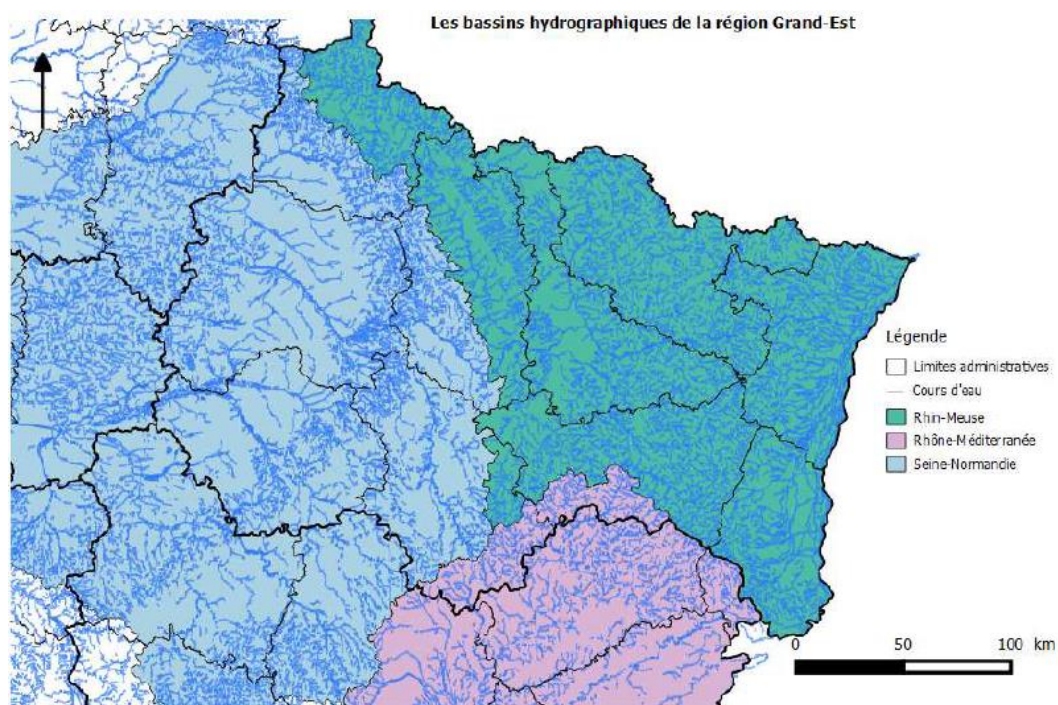 Les bassins hydrographiques de la région Grand-Est
Légende
Limites administratives
Cours d'eau
Rhin-Meuse
Rhône-Méditerranée
Seine-Normandie
0 50 100 km